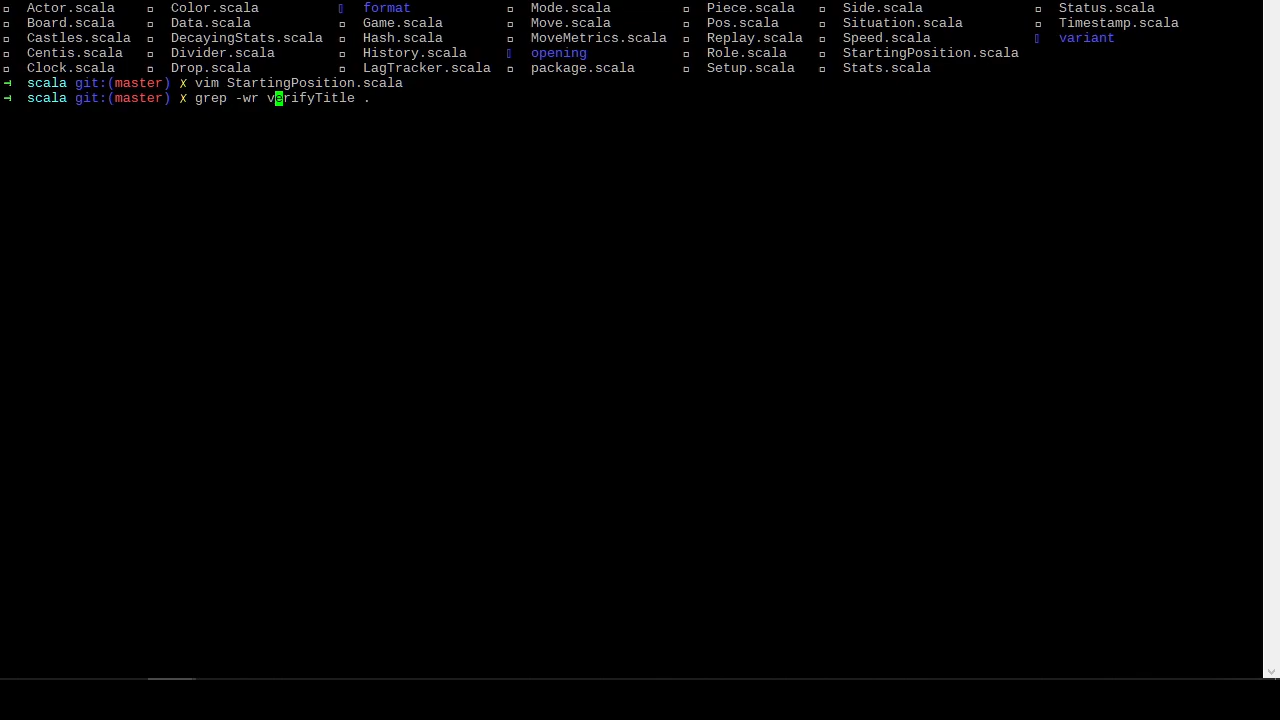 Actor.scala Color.scala format Mode.scala Piece.scala Side.scala Status.scala
Board.scala Data.scala Game.scala Move.scala Pos.scala Situation.scala Timestamp.scala
Castles.scala DecayingStats.scala Hash.scala MoveMetrics.scala Replay.scala Speed.scala variant
Centis.scala Divider.scala History.scala opening Role.scala StartingPosition.scala
Clock.scala Drop.scala LagTracker.scala package.scala Setup.scala Stats.scala
scala git:(master) ✗ vim StartingPosition.scala
scala git:(master) ✗ grep -wr verifyTitle .